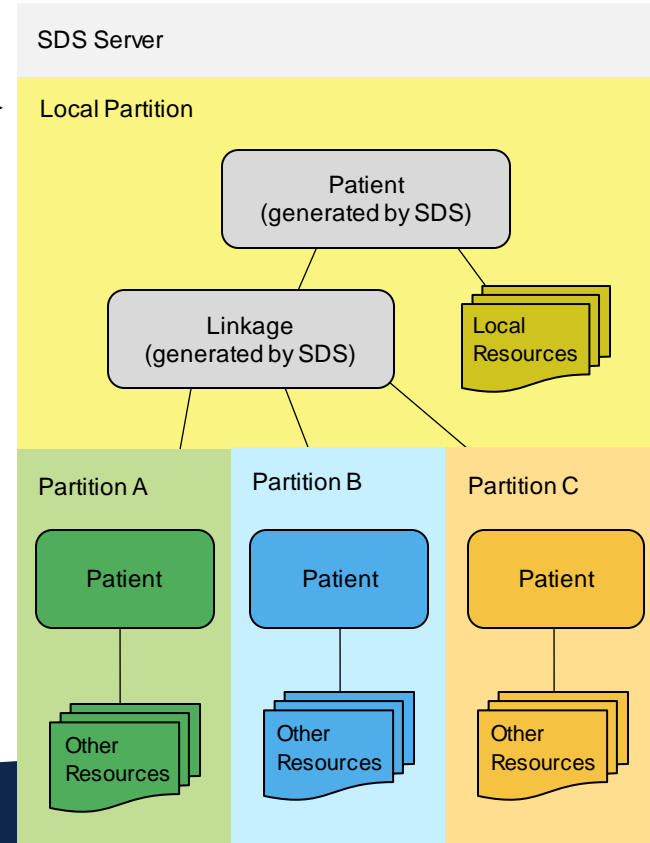 SDS Server
Local Partition
Patient
(generated by SDS)
Linkage
(generated by SDS)
Local
Resources
Partition A
Partition B
Partition C
Patient
Patient
Patient
Other
Resources
Other
Resources
Other
Resources